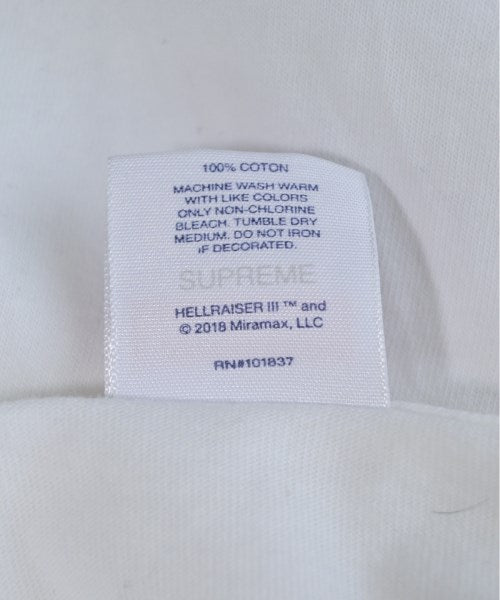 100% COTTON
MACHINE WASH WARM
WITH LIKE COLORS
ONLY NON-CHLORINE
BLEACH. TUMBLE DRY
MEDIUM. DO NOT IRON
IF DECORATED.
SUPREME
HELLRAISER III ™ and
© 2018 Miramax, LLC
RN#101837